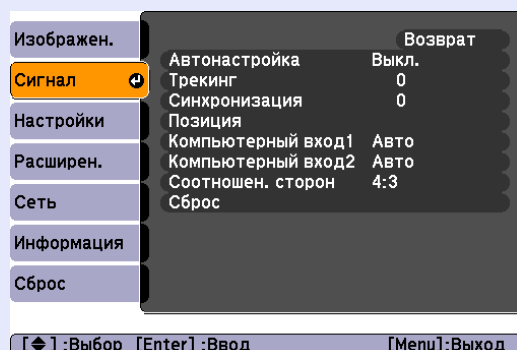 Изображен.
Сигнал
Настройки
Расширен.
Сеть
Информация
Сброс
Возврат
Автонастройка Выкл.
Трекинг 0
Синхронизация 0
Позиция
Компьютерный вход1 Авто
Компьютерный вход2 Авто
Соотношен. сторон 4:3
Сброс
[◆] :Выбор [Enter] :Ввод [Menu]:Выход